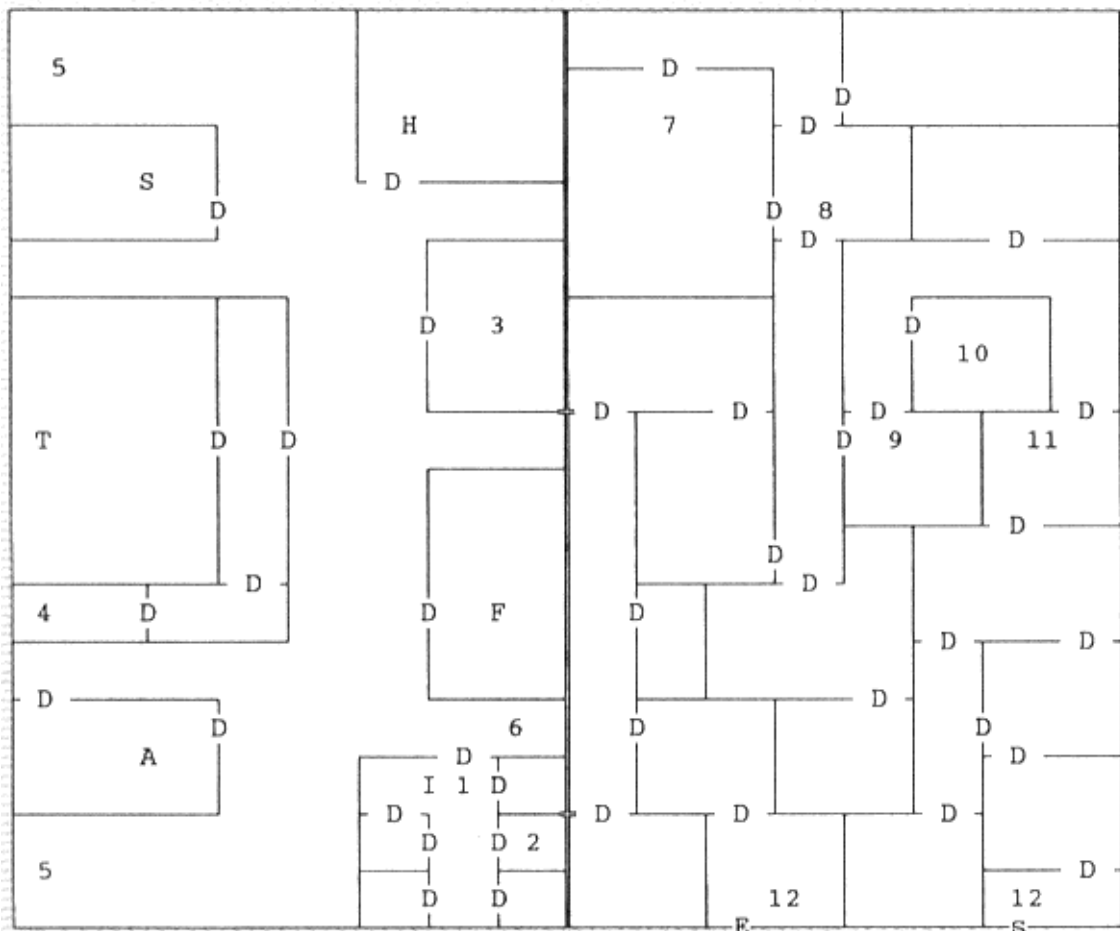 5 D
D
H 7 D
S D
D D 8
D D
D 3 D
10
D D D D
T D D D 9 11
D
D
D D
4 D D F D
D D
D D
D 6 D D
A D D
I 1 D
D D D D
D D 2
5 D
D D 12 12
E S